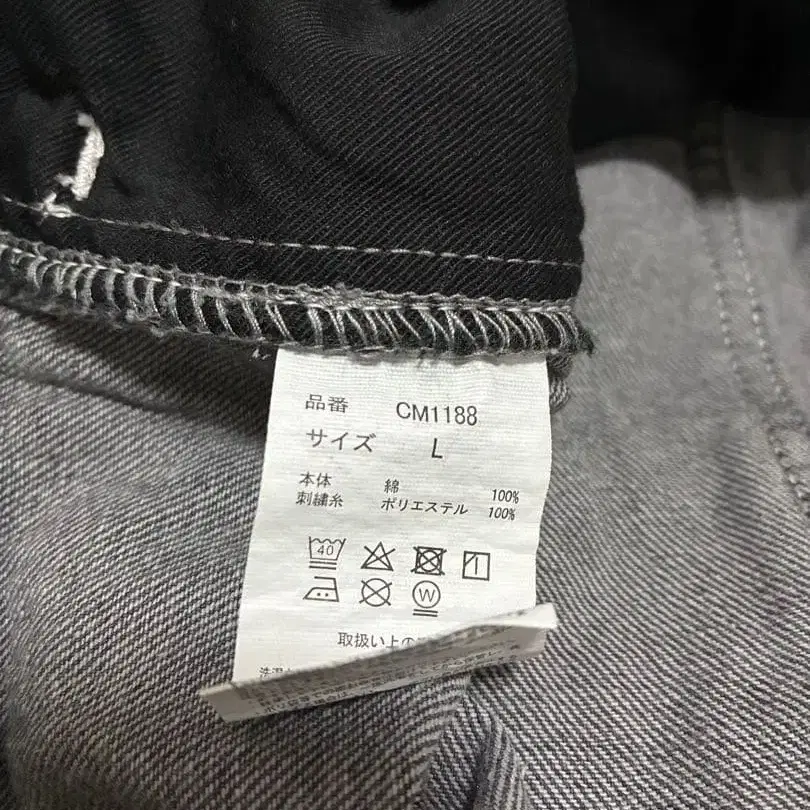 品番 CM1188
サイズ L
本体 綿 100%
刺繍糸 ポリエステル 100%
40
W
取扱い上の